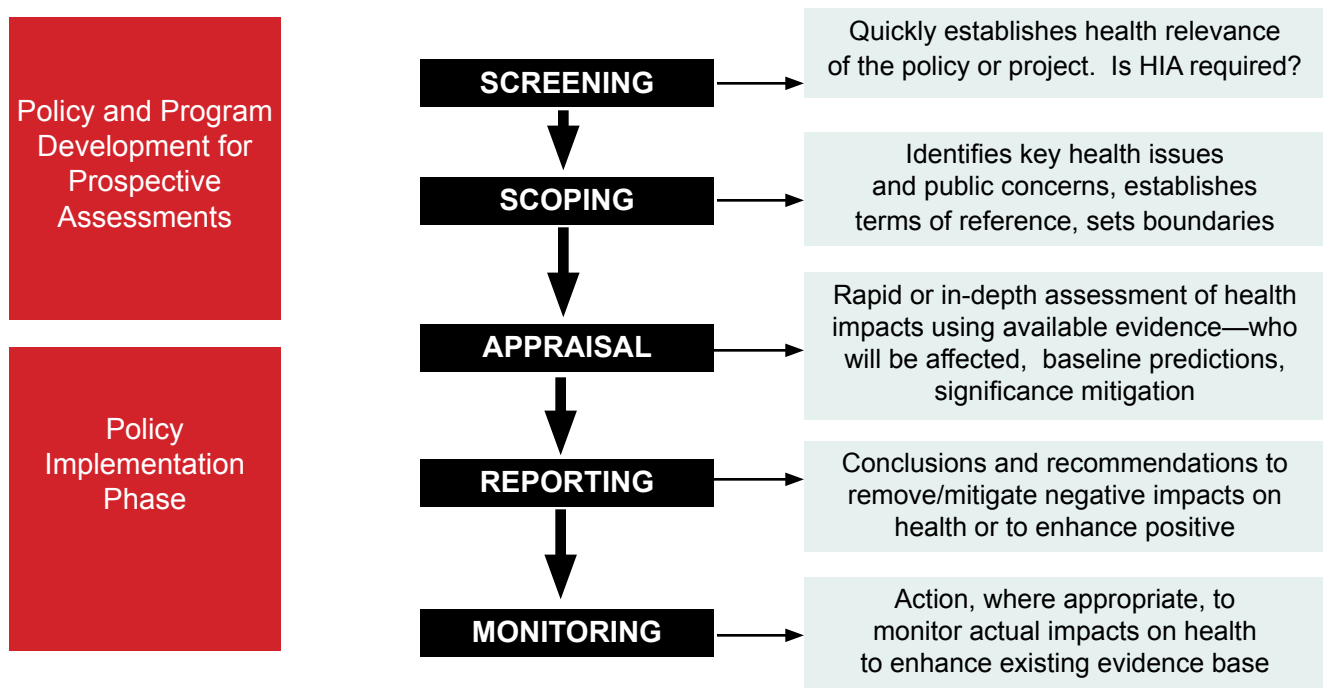 Policy and Program
Development for
Prospective
Assessments
Policy
Implementation
Phase
SCREENING
Quickly establishes health relevance
of the policy or project.  Is HIA required?
SCOPING
Identifies key health issues
and public concerns, establishes
terms of reference, sets boundaries
APPRAISAL
Rapid or in-depth assessment of health
impacts using available evidence—who
will be affected,  baseline predictions,
significance mitigation
REPORTING
Conclusions and recommendations to
remove/mitigate negative impacts on
health or to enhance positive
MONITORING
Action, where appropriate, to
monitor actual impacts on health
to enhance existing evidence base